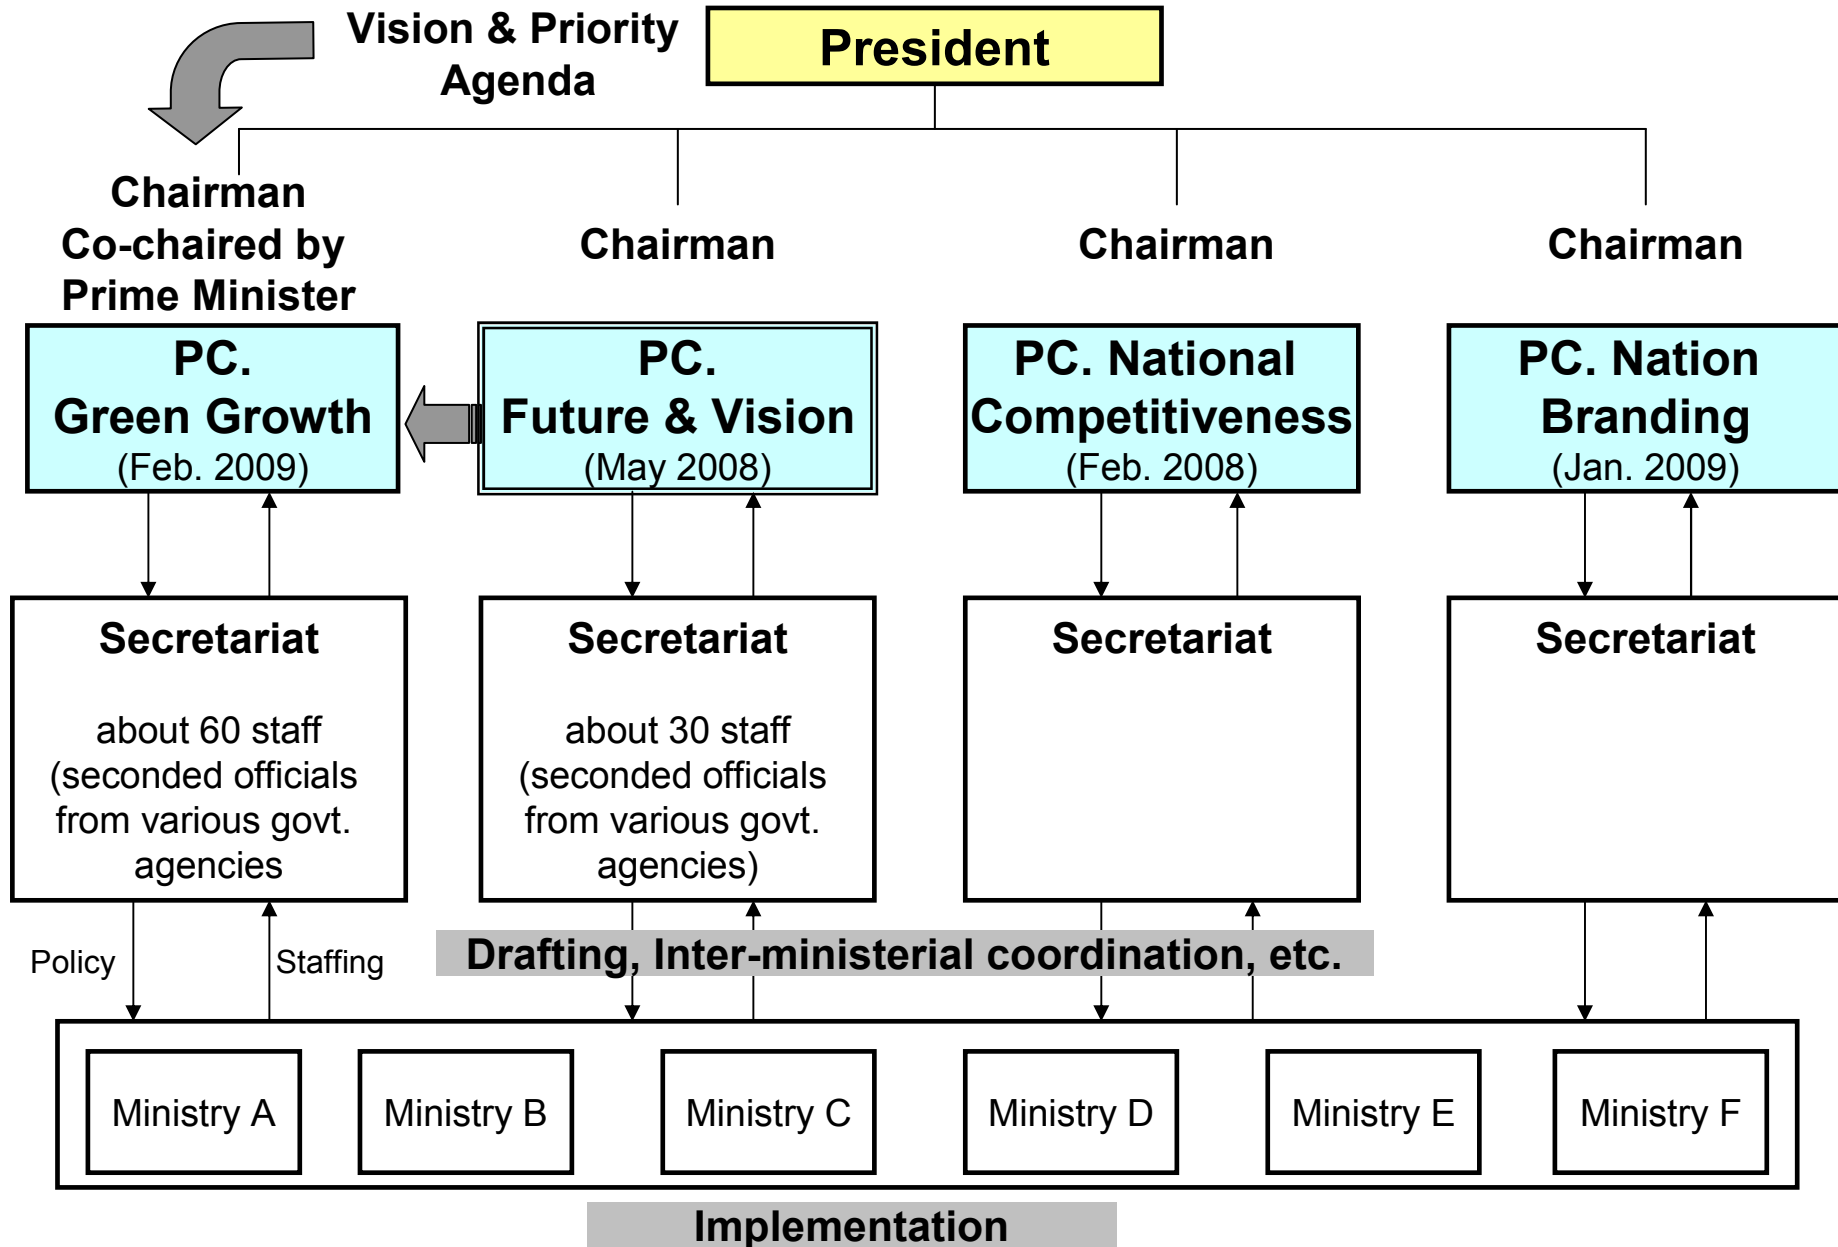 Vision & Priority
Agenda
President
Chairman
Co-chaired by
Prime Minister
Chairman
Chairman
Chairman
PC.
Green Growth
(Feb. 2009)
PC.
Future & Vision
(May 2008)
PC. National
Competitiveness
(Feb. 2008)
PC. Nation
Branding
(Jan. 2009)
Secretariat
about 60 staff
(seconded officials
from various govt.
agencies
Secretariat
about 30 staff
(seconded officials
from various govt.
agencies)
Secretariat
Secretariat
Policy
Staffing
Drafting, Inter-ministerial coordination, etc.
Ministry A
Ministry B
Ministry C
Ministry D
Ministry E
Ministry F
Implementation